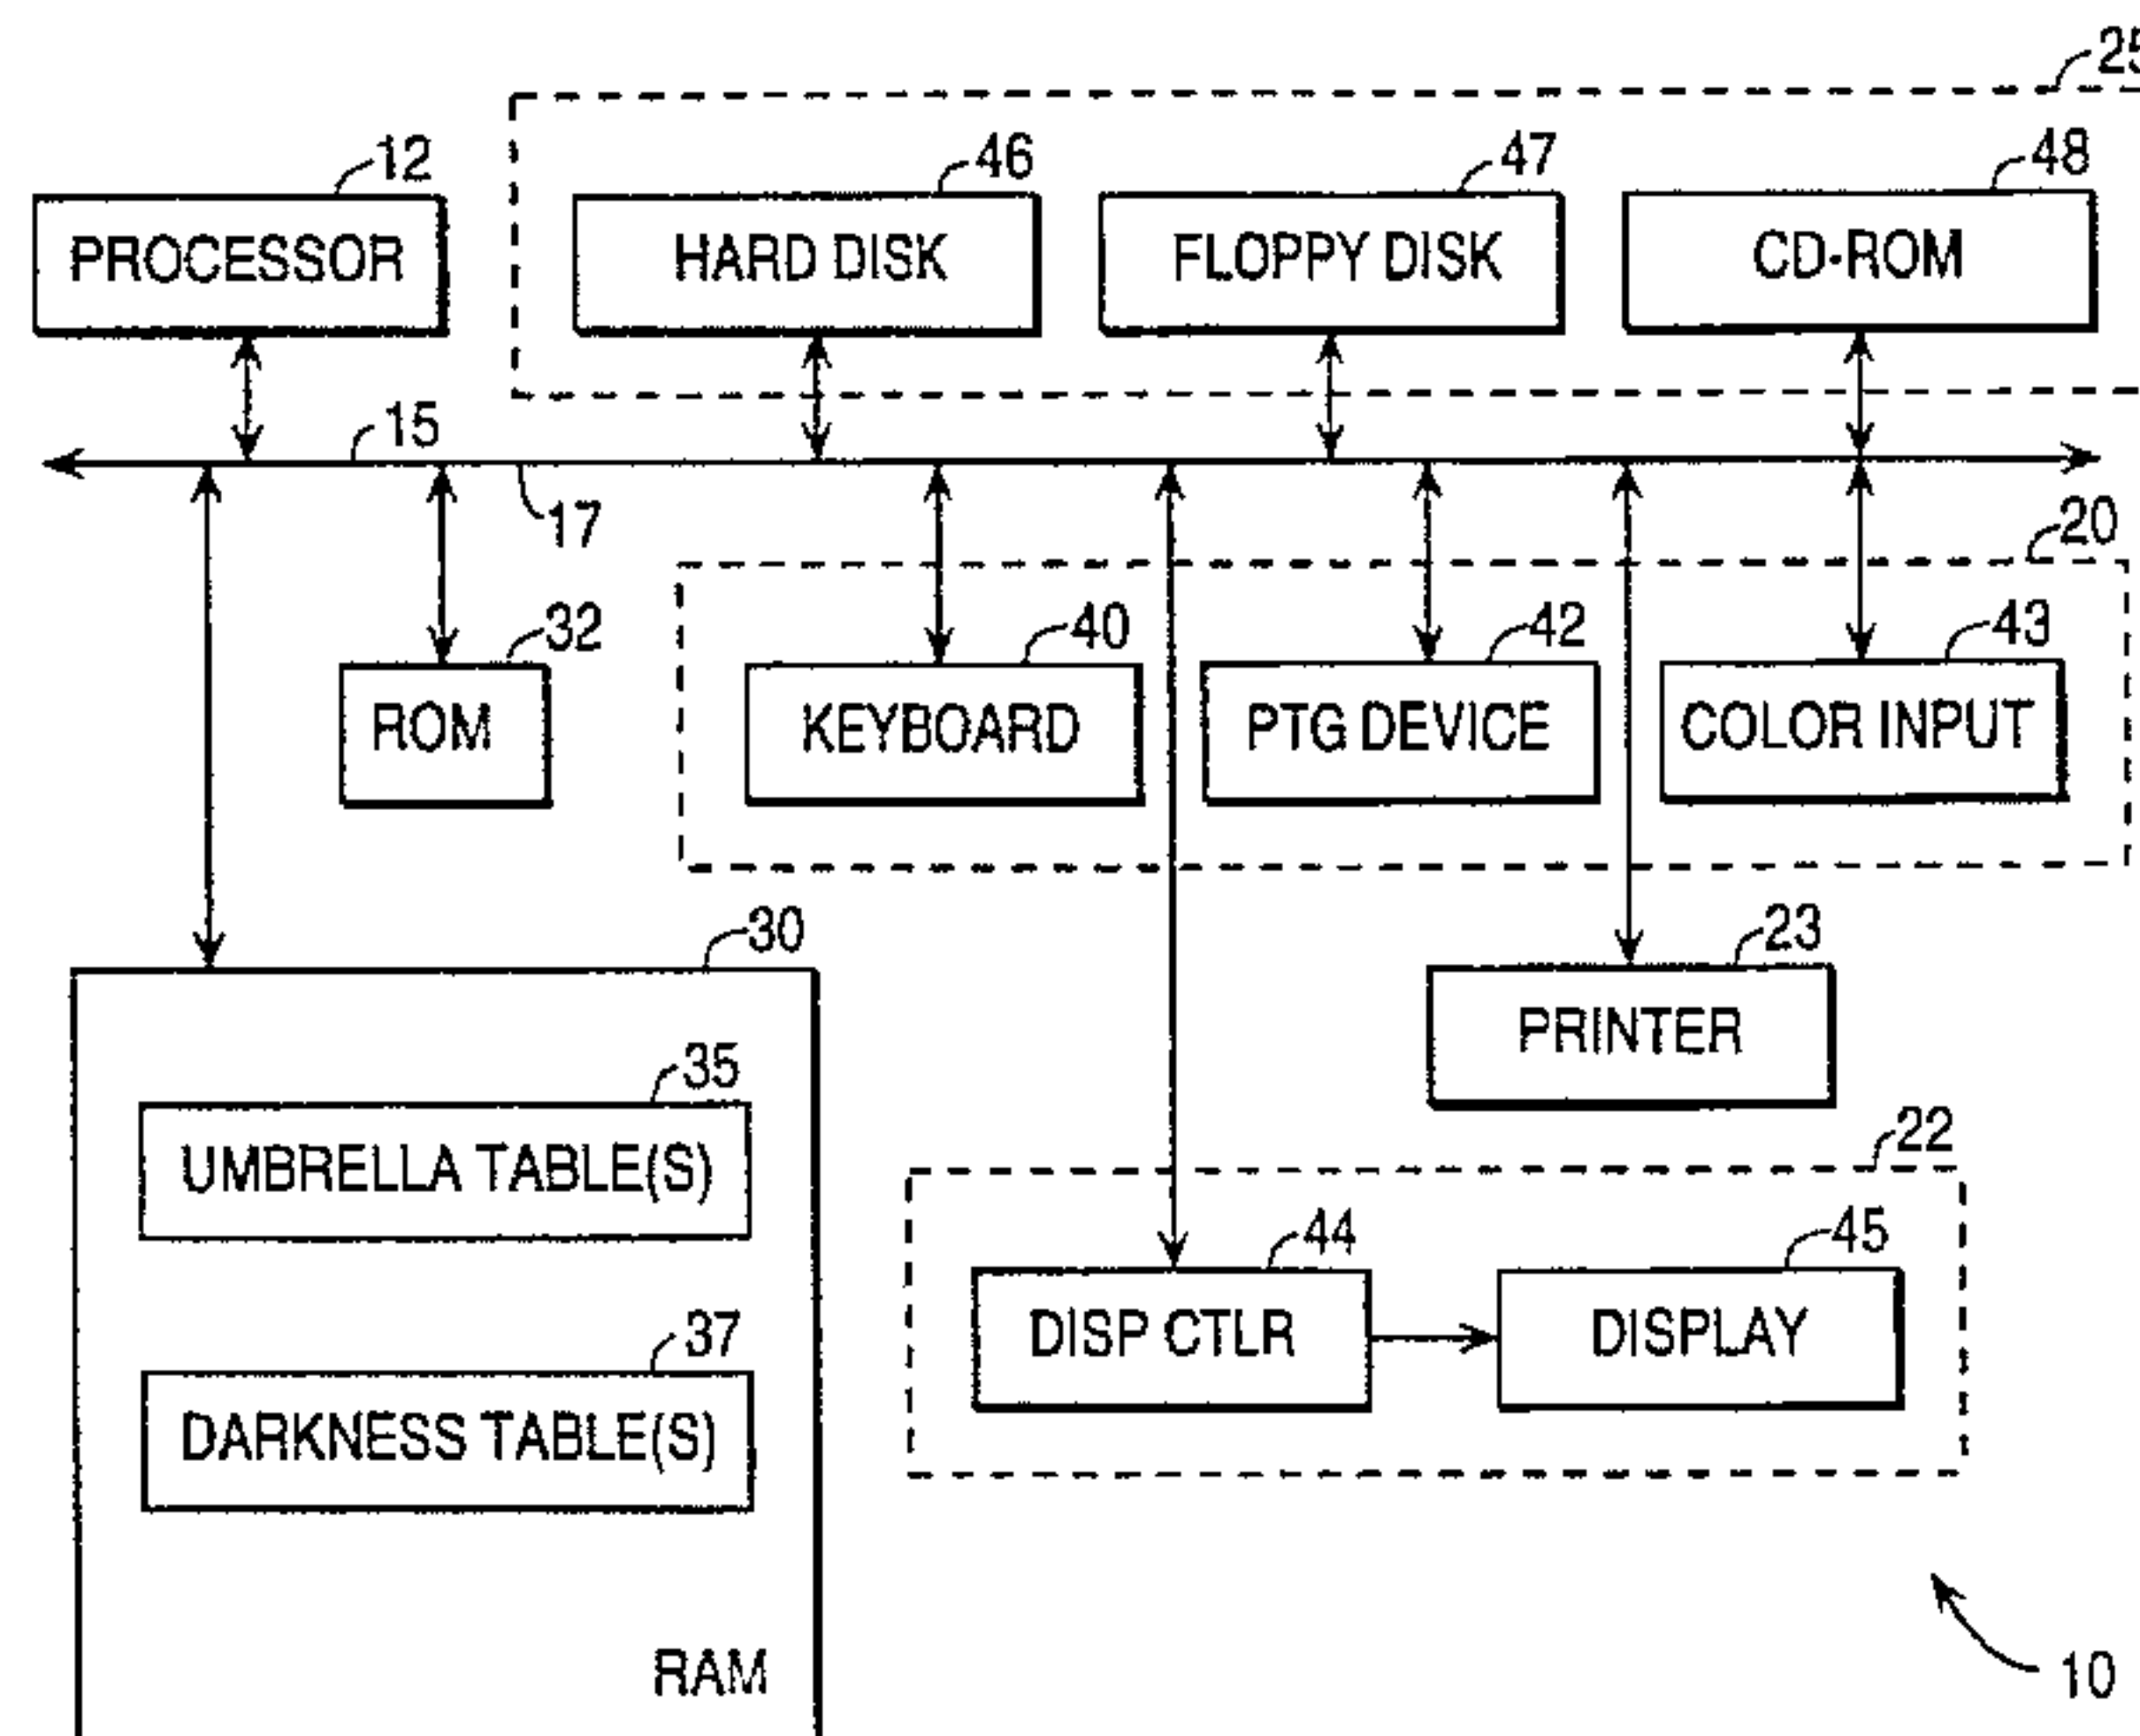 25
12
46
47
48
PROCESSOR
HARD DISK
FLOPPY DISK
CD-ROM
15
17
20
32
40
42
43
ROM
KEYBOARD
PTG DEVICE
COLOR INPUT
30
23
PRINTER
35
UMBRELLA TABLE(S)
22
44
45
DISP CTLR
DISPLAY
37
DARKNESS TABLE(S)
RAM
10